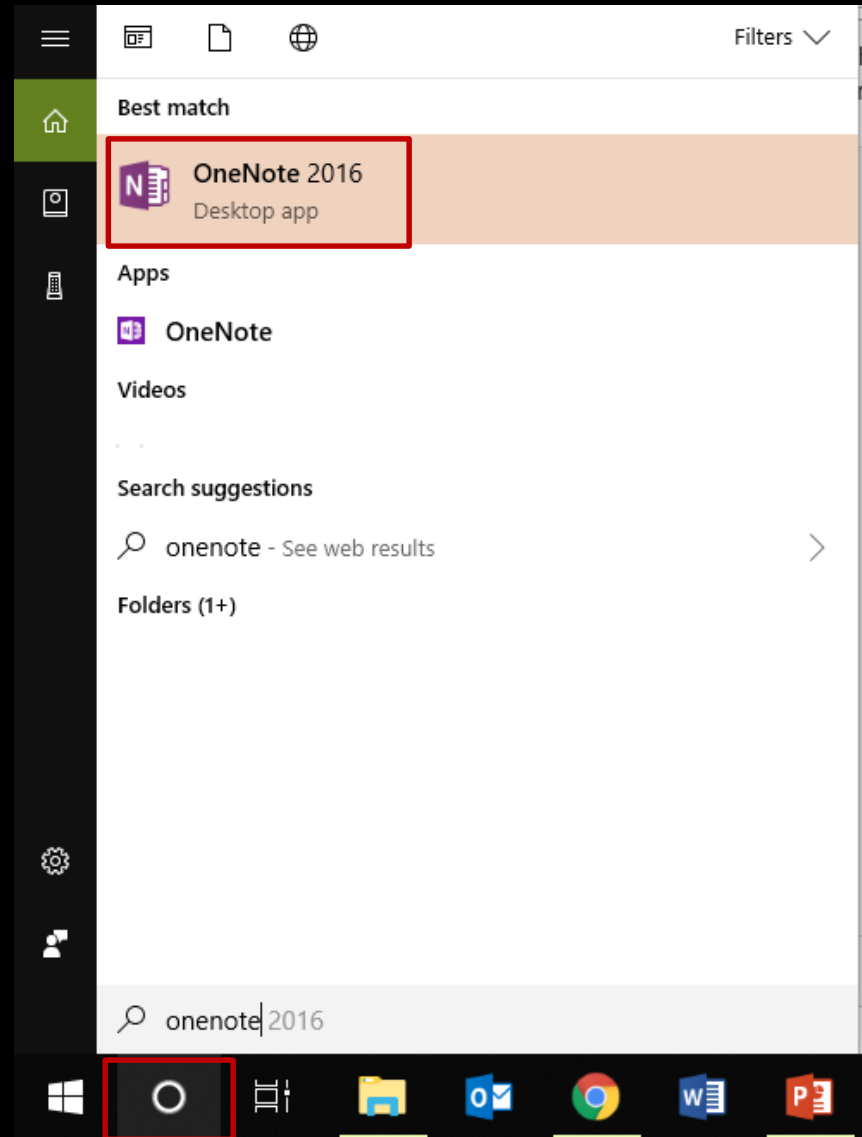 Filters
Best match
OneNote 2016
Desktop app
Apps
OneNote
Videos
Search suggestions
onenote - See web results
Folders (1+)
onenote 2016